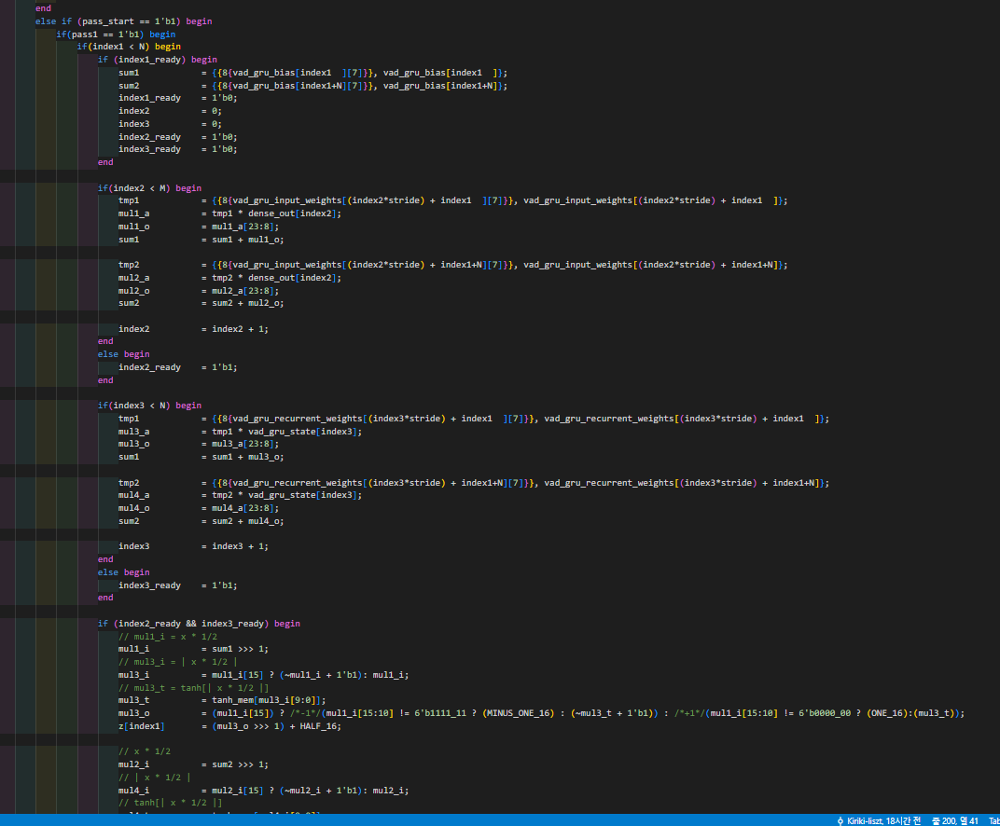 end
else if (pass_start == 1'b1) begin
if(pass1 == 1'b1) begin
if(index1 < N) begin
if (index1_ready) begin
sum1 = {{8{vad_gru_bias[index1 ][7]}}, vad_gru_bias[index1 ]};
sum2 = {{8{vad_gru_bias[index1+N][7]}}, vad_gru_bias[index1+N]};
index1_ready = 1'b0;
index2 = 0;
index3 = 0;
index2_ready = 1'b0;
index3_ready = 1'b0;
end
if(index2 < M) begin
tmp1 = {{8{vad_gru_input_weights[(index2*stride) + index1 ][7]}}, vad_gru_input_weights[(index2*stride) + index1 ]};
mul1_a = tmp1 * dense_out[index2];
mul1_o = mul1_a[23:8];
sum1 = sum1 + mul1_o;
tmp2 = {{8{vad_gru_input_weights[(index2*stride) + index1+N][7]}}, vad_gru_input_weights[(index2*stride) + index1+N]};
mul2_a = tmp2 * dense_out[index2];
mul2_o = mul2_a[23:8];
sum2 = sum2 + mul2_o;
index2 = index2 + 1;
end
else begin
index2_ready = 1'b1;
end
if(index3 < N) begin
tmp1 = {{8{vad_gru_recurrent_weights[(index3*stride) + index1 ][7]}}, vad_gru_recurrent_weights[(index3*stride) + index1 ]};
mul3_a = tmp1 * vad_gru_state[index3];
mul3_o = mul3_a[23:8];
sum1 = sum1 + mul3_o;
tmp2 = {{8{vad_gru_recurrent_weights[(index3*stride) + index1+N][7]}}, vad_gru_recurrent_weights[(index3*stride) + index1+N]};
mul4_a = tmp2 * vad_gru_state[index3];
mul4_o = mul4_a[23:8];
sum2 = sum2 + mul4_o;
index3 = index3 + 1;
end
else begin
index3_ready = 1'b1;
end
if (index2_ready && index3_ready) begin
// mul1_i = x * 1/2
mul1_i = sum1 >>> 1;
// mul3_i = | x * 1/2 |
mul3_i = mul1_i[15] ? (~mul1_i + 1'b1): mul1_i;
// mul3_t = tanh[| x * 1/2 |]
mul3_t = tanh_mem[mul3_i[9:0]];
mul3_o = (mul1_i[15]) ? /*-1*/(mul1_i[15:10] != 6'b1111_11 ? (MINUS_ONE_16) : (~mul3_t + 1'b1)) : /*+1*/(mul1_i[15:10] != 6'b0000_00 ? (ONE_16):(mul3_t));
z[index1] = (mul3_o >>> 1) + HALF_16;
// x * 1/2
mul2_i = sum2 >>> 1;
// | x * 1/2 |
mul4_i = mul2_i[15] ? (~mul2_i + 1'b1): mul2_i;
// tanh[| x * 1/2 |]
Kiriki-liszt, 18시간 전 줄 200, 열 41 Tab